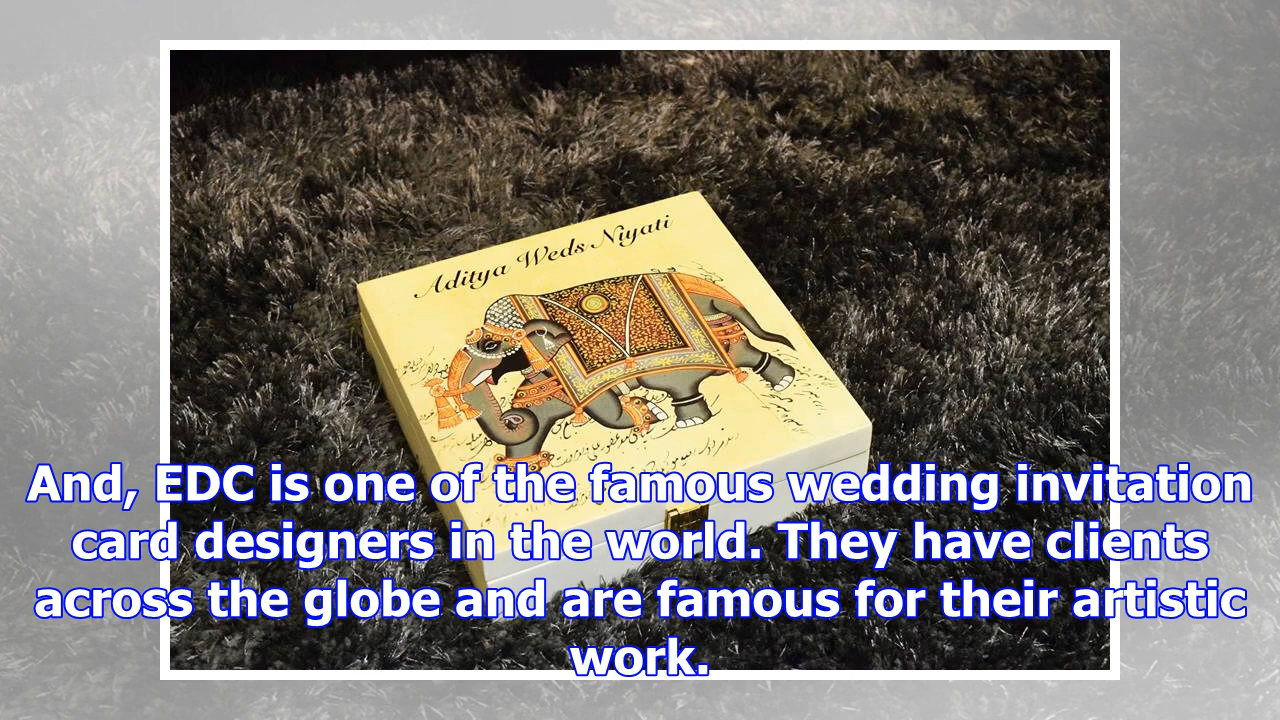 Aditya Weds Niyati
And, EDC is one of the famous wedding invitation
card designers in the world. They have clients
across the globe and are famous for their artistic
work.